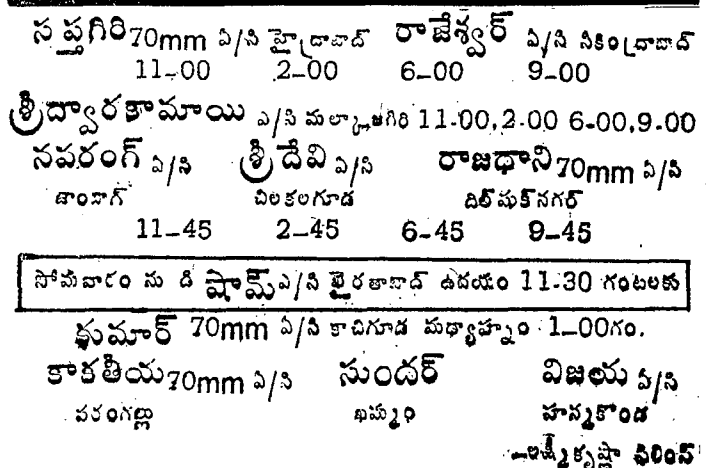 సప్తగిరి 70mm ఏ/సి హైద్రాబాద్ రాజేశ్వర్ ఏ/సి సికింద్రాబాద్
11-00 2-00 6-00 9-00
శ్రీద్వారకామాయి ఎ/సి మల్కాజిగిరి 11-00,2-00 6-00,9-00
నవరంగ్ ఏ/సి శ్రీదేవి ఏ/సి రాజధాని 70mm ఏ/సి
జాంబాగ్ చిలకలగూడ దిల్‌షుక్‌నగర్
11-45 2-45 6-45 9-45
సోమవారం నుండి షామ్ ఎ/సి ఖైరతాబాద్ ఉదయం 11-30 గంటలకు
కుమార్ 70mm ఏ/సి కాచిగూడ మధ్యాహ్నం 1-00గం.
కాకతీయ 70mm ఏ/సి సుందర్ విజయ ఏ/సి
వరంగల్లు ఖమ్మం హన్మకొండ
-లక్ష్మీకృష్ణా ఫిలింస్